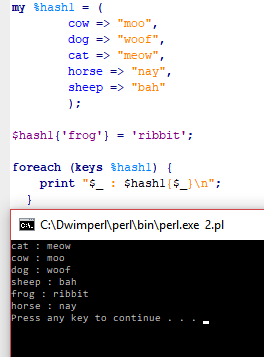 my %hash1 = (
cow => "moo",
dog => "woof",
cat => "meow",
horse => "nay",
sheep => "bah"
);
$hash1{'frog'} = 'ribbit';
foreach (keys %hash1) {
print "$_ : $hash1{$_}\n";
}
C:\Dwimperl\perl\bin\perl.exe 2.pl
cat : meow
cow : moo
dog : woof
sheep : bah
frog : ribbit
horse : nay
Press any key to continue . . .